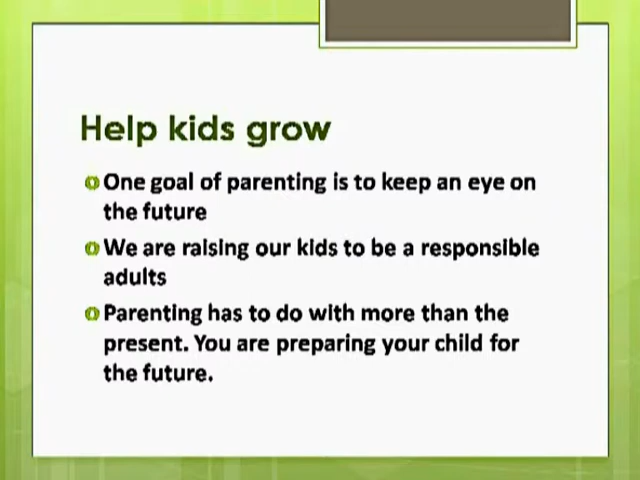 Help kids grow
One goal of parenting is to keep an eye on
the future
We are raising our kids to be a responsible
adults
Parenting has to do with more than the
present. You are preparing your child for
the future.